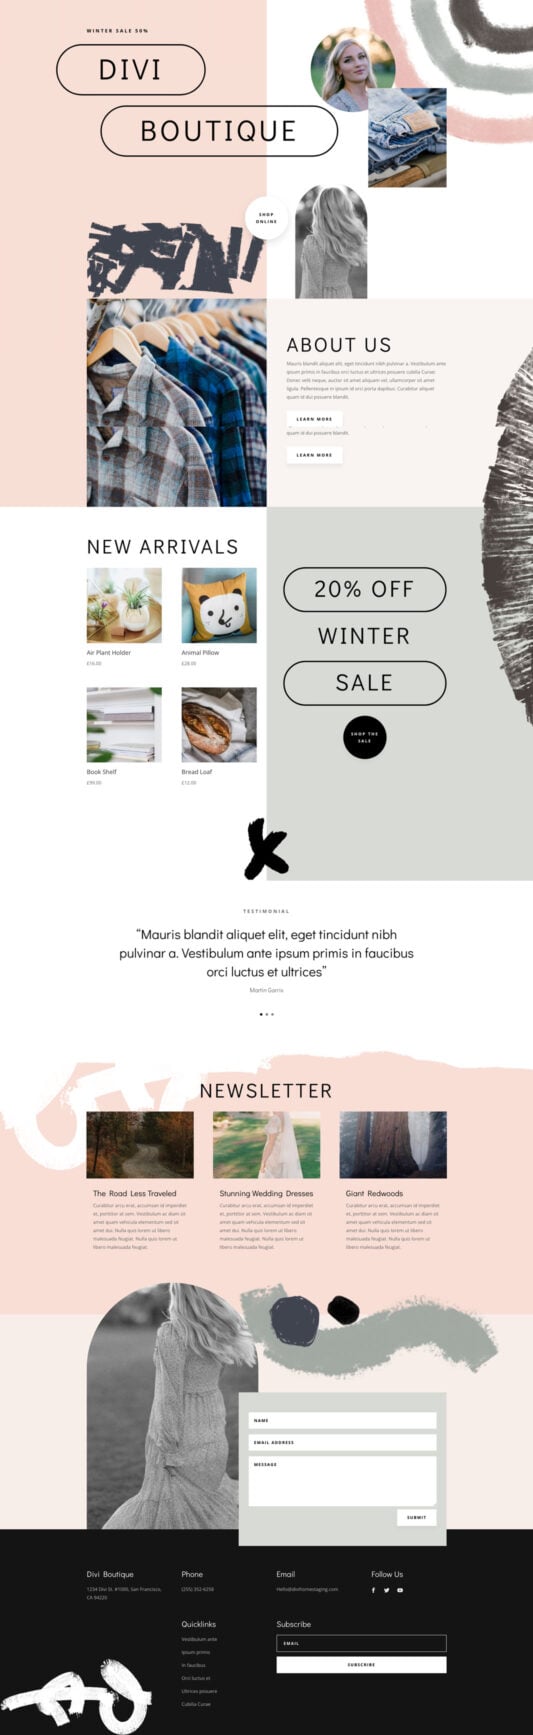 WINTER SALE 50%
DIVI
BOUTIQUE
SHOP
ONLINE
ABOUT US
Mauris blandit aliquet elit, eget tincidunt nibh pulvinar a. Vestibulum ante
ipsum primis in faucibus orci luctus et ultrices posuere cubilia Curae;
Donec velit neque, auctor sit amet aliquam vel, ullamcorper sit amet
ligula. Pellentesque in ipsum id orci porta dapibus. Curabitur aliquet
quam id dui posuere blandit.
LEARN MORE
quam id dui posuere blandit.
LEARN MORE
NEW ARRIVALS
Air Plant Holder
£16.00
Animal Pillow
£28.00
Book Shelf
£99.00
Bread Loaf
£12.00
20% OFF
WINTER
SALE
SHOP THE
SALE
TESTIMONIAL
“Mauris blandit aliquet elit, eget tincidunt nibh
pulvinar a. Vestibulum ante ipsum primis in faucibus
orci luctus et ultrices”
Martin Garrix
NEWSLETTER
The Road Less Traveled
Curabitur arcu erat, accumsan id imperdiet
et, porttitor at sem. Vestibulum ac diam sit
amet quam vehicula elementum sed sit
amet dui. Nulla quis lorem ut libero
malesuada feugiat. Nulla quis lorem ut
libero malesuada feugiat.
Stunning Wedding Dresses
Curabitur arcu erat, accumsan id imperdiet
et, porttitor at sem. Vestibulum ac diam sit
amet quam vehicula elementum sed sit
amet dui. Nulla quis lorem ut libero
malesuada feugiat. Nulla quis lorem ut
libero malesuada feugiat.
Giant Redwoods
Curabitur arcu erat, accumsan id imperdiet
et, porttitor at sem. Vestibulum ac diam sit
amet quam vehicula elementum sed sit
amet dui. Nulla quis lorem ut libero
malesuada feugiat. Nulla quis lorem ut
libero malesuada feugiat.
NAME
EMAIL ADDRESS
MESSAGE
SUBMIT
Divi Boutique
1234 Divi St. #1000, San Francisco,
CA 94220
Phone
(255) 352-6258
Email
Hello@divihomestaging.com
Follow Us
Quicklinks
Vestibulum ante
Ipsum primis
In faucibus
Orci luctus et
Ultrices posuere
Cubilia Curae
Subscribe
EMAIL
SUBSCRIBE